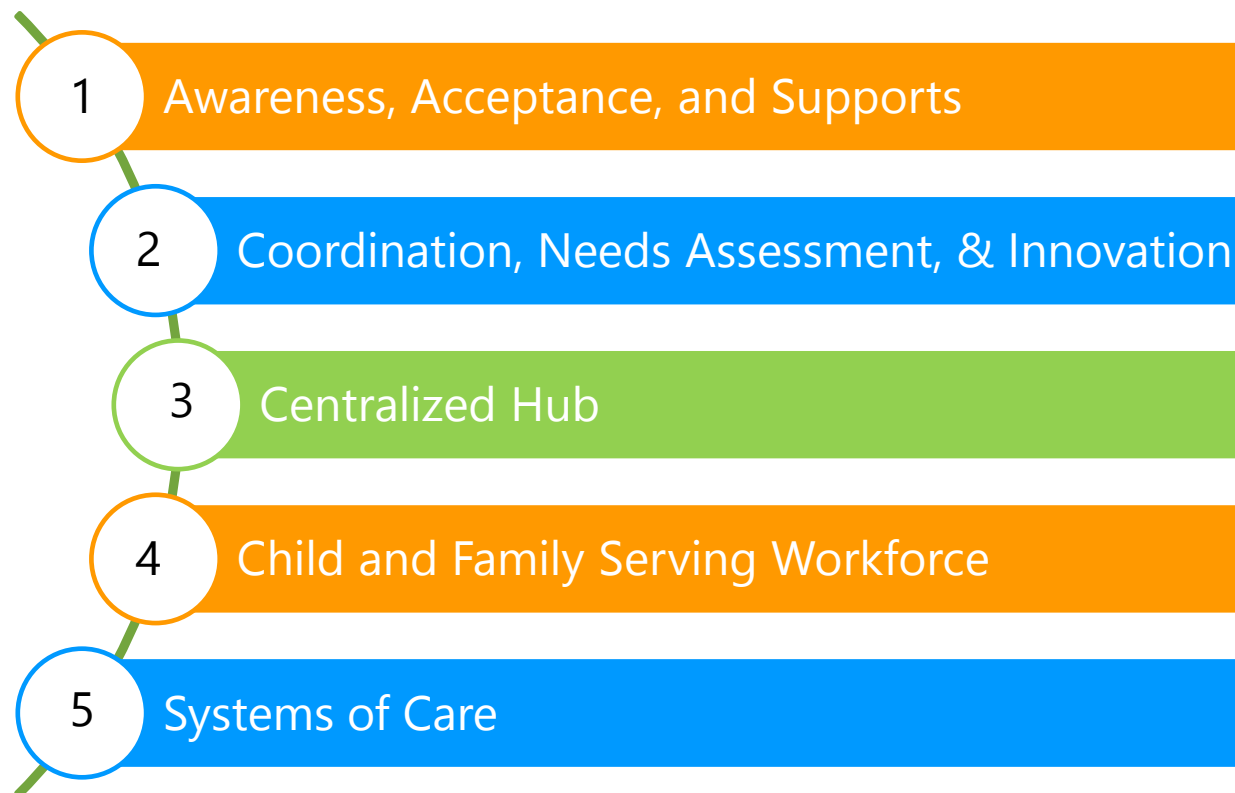 1 Awareness, Acceptance, and Supports
2 Coordination, Needs Assessment, & Innovation
3 Centralized Hub
4 Child and Family Serving Workforce
5 Systems of Care